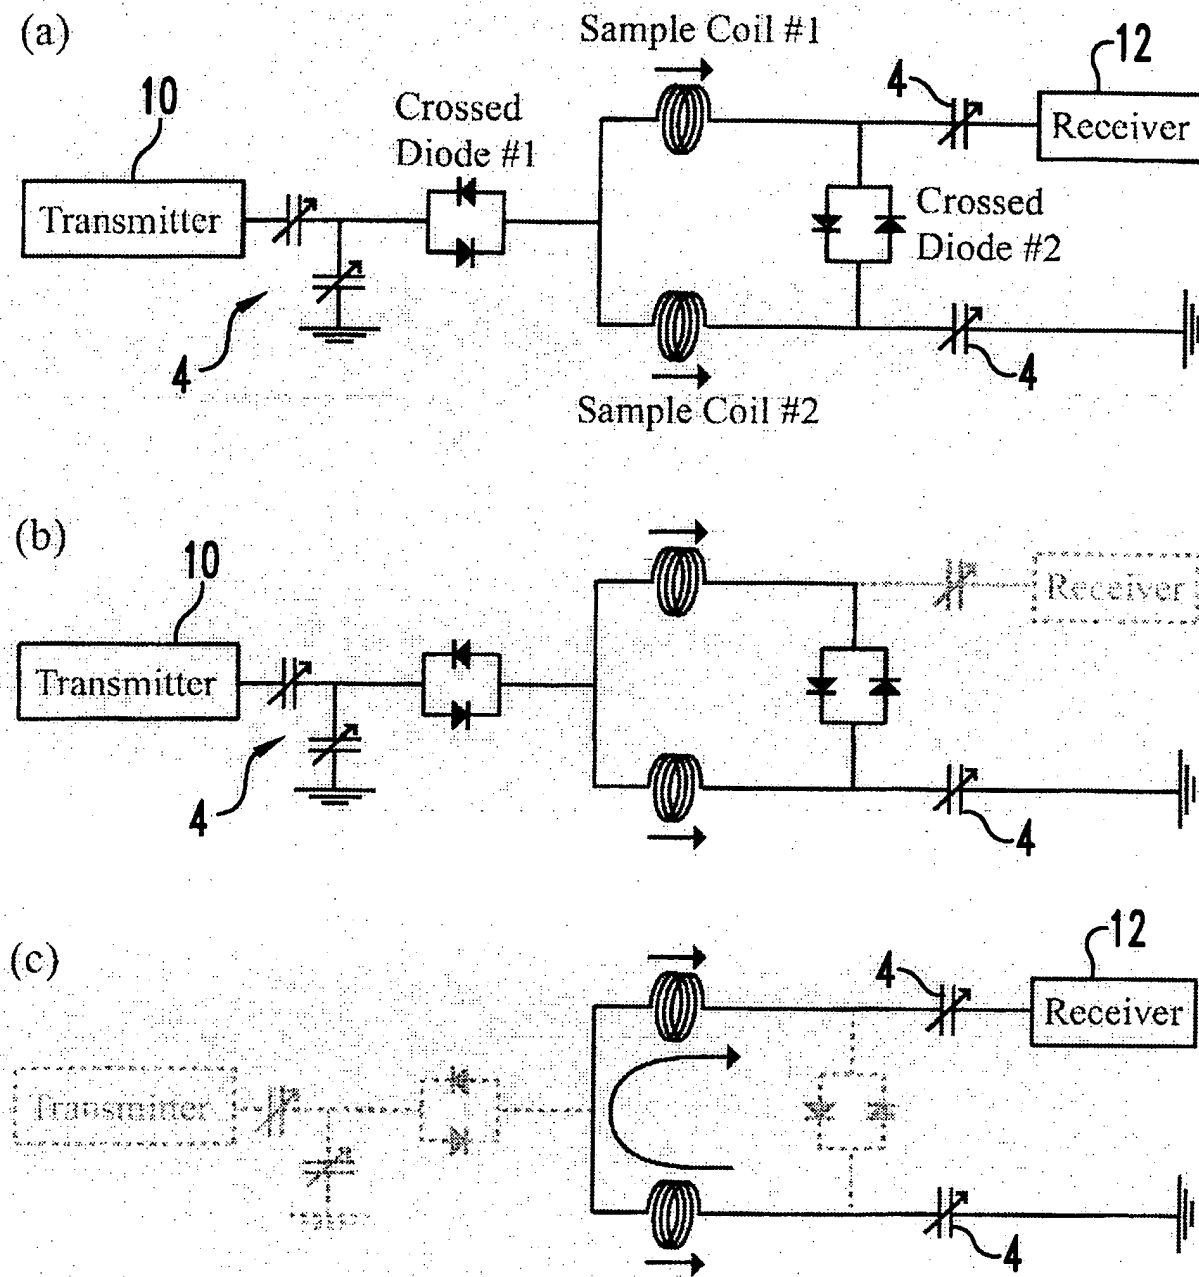 (a)
Sample Coil #1
12
10
4
Crossed
Diode #1
Receiver
Transmitter
Crossed
Diode #2
4
4
Sample Coil #2
(b)
10
Receiver
Transmitter
4
4
(c)
12
4
Receiver
Transmitter
4